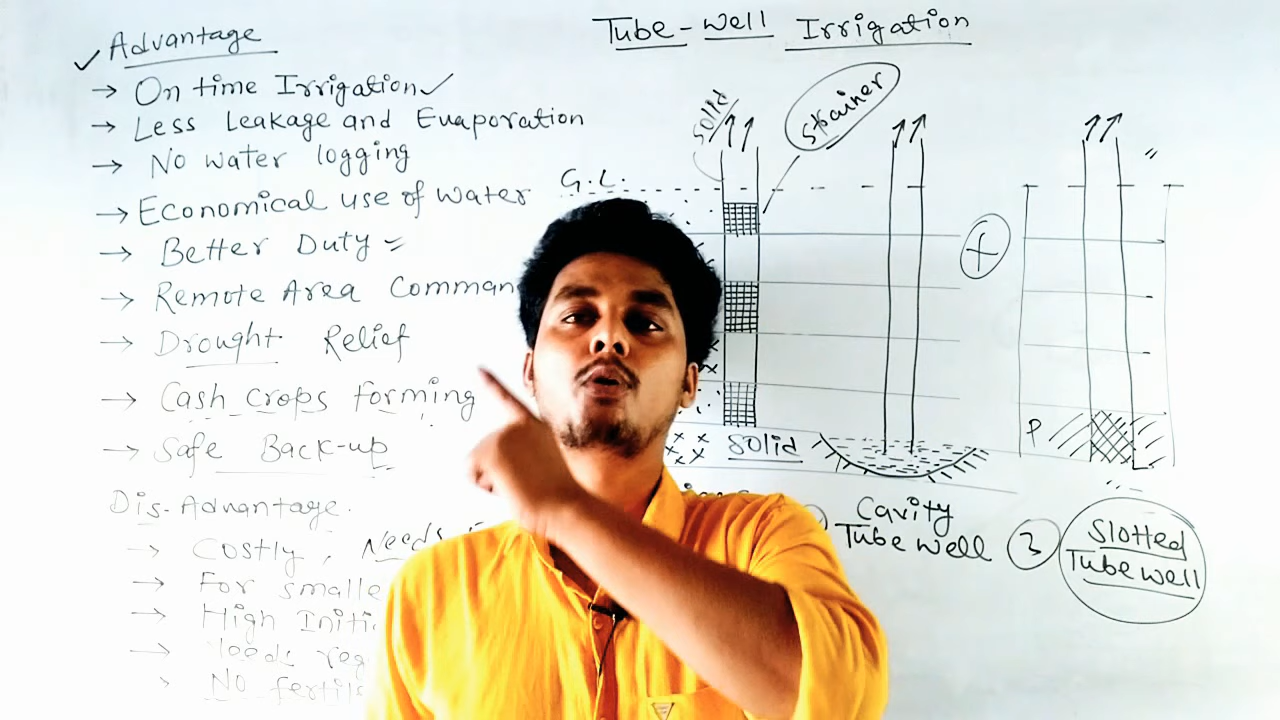 Tube-Well Irrigation
✓ Advantage
→ On time Irrigation ✓
→ Less Leakage and Evaporation
→ No water logging
→ Economical use of water
→ Better Duty
→ Remote Area Comman
→ Drought Relief
→ Cash crops forming
→ Safe Back-up
Dis-Advantage.
→ Costly, Needs
→ For smalle
→ High Initi
→ Needs reg
→ No fertili
solid
strainer
G.L.
solid
P
Cavity
Tube Well
3
Slotted
Tube well